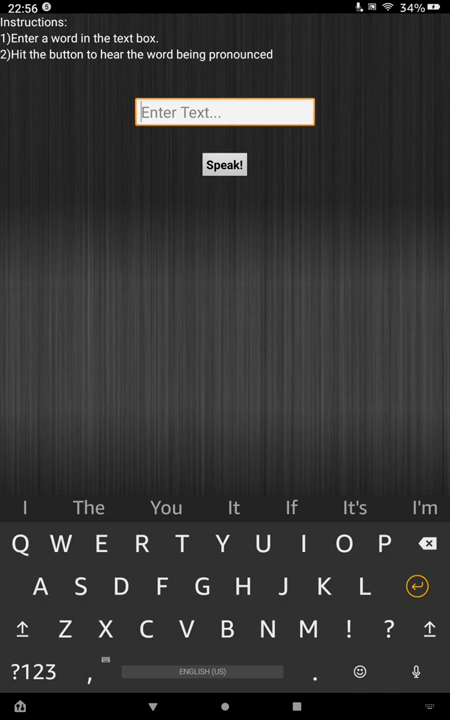 22:56 S 34%
Instructions:
1)Enter a word in the text box.
2)Hit the button to hear the word being pronounced
Enter Text...
Speak!
I The You It If It's I'm
Q W E R T Y U I O P
A S D F G H J K L
Z X C V B N M ! ?
?123 , ENGLISH (US) .